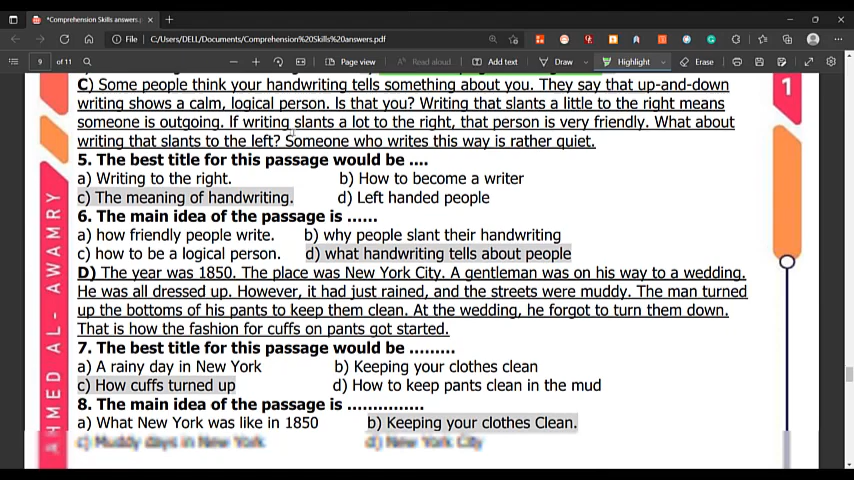 *Comprehension Skills answers.
File C:/Users/DELL/Documents/Comprehension%20Skills%20answers.pdf
9 of 11 Page view Read aloud Add text Draw Highlight Erase
C) Some people think your handwriting tells something about you. They say that up-and-down
writing shows a calm, logical person. Is that you? Writing that slants a little to the right means
someone is outgoing. If writing slants a lot to the right, that person is very friendly. What about
writing that slants to the left? Someone who writes this way is rather quiet.
5. The best title for this passage would be ....
a) Writing to the right. b) How to become a writer
c) The meaning of handwriting. d) Left handed people
6. The main idea of the passage is ......
a) how friendly people write. b) why people slant their handwriting
c) how to be a logical person. d) what handwriting tells about people
D) The year was 1850. The place was New York City. A gentleman was on his way to a wedding.
He was all dressed up. However, it had just rained, and the streets were muddy. The man turned
up the bottoms of his pants to keep them clean. At the wedding, he forgot to turn them down.
That is how the fashion for cuffs on pants got started.
7. The best title for this passage would be .........
a) A rainy day in New York b) Keeping your clothes clean
c) How cuffs turned up d) How to keep pants clean in the mud
8. The main idea of the passage is ...............
a) What New York was like in 1850 b) Keeping your clothes Clean.
c) Muddy days in New York d) New York City
AHMED AL- AWAMRY
1